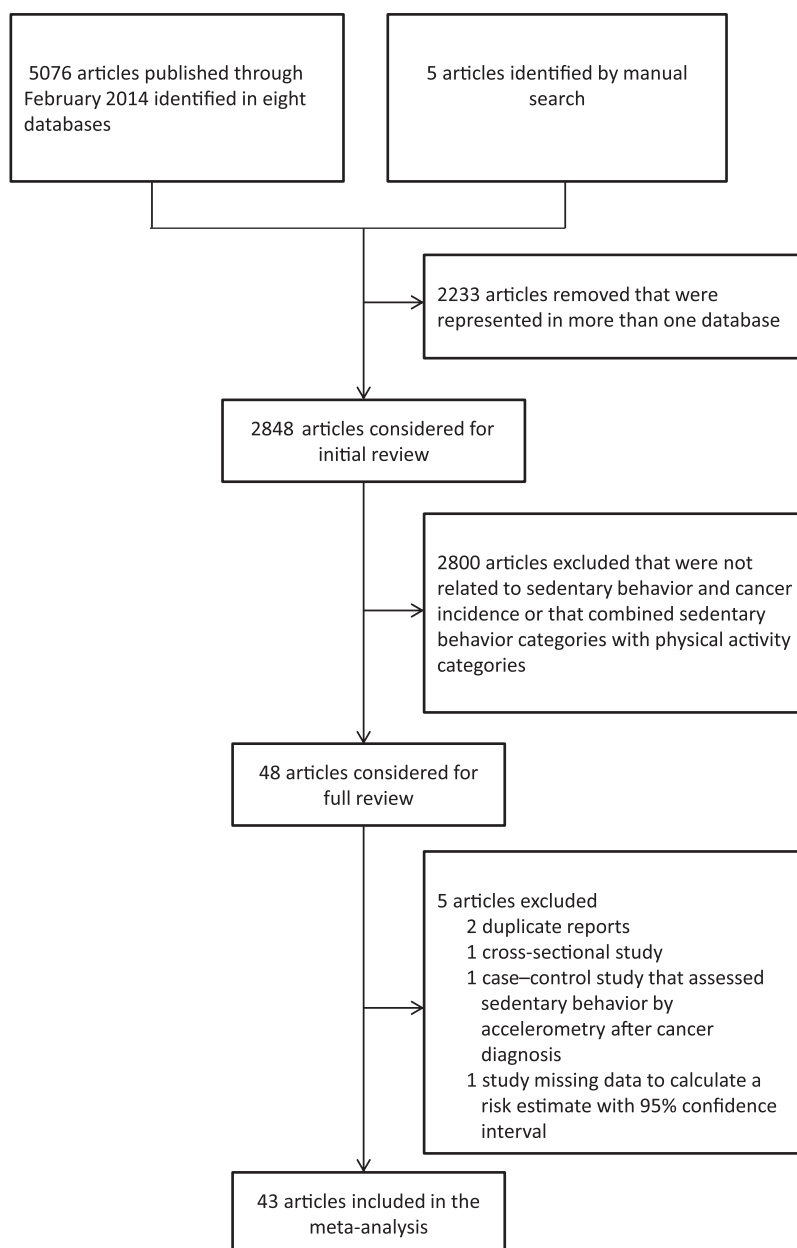 5076 articles published through
February 2014 identified in eight
databases
5 articles identified by manual
search
2233 articles removed that were
represented in more than one database
2848 articles considered for
initial review
2800 articles excluded that were not
related to sedentary behavior and cancer
incidence or that combined sedentary
behavior categories with physical activity
categories
48 articles considered for
full review
5 articles excluded
2 duplicate reports
1 cross-sectional study
1 case–control study that assessed
sedentary behavior by
accelerometry after cancer
diagnosis
1 study missing data to calculate a
risk estimate with 95% confidence
interval
43 articles included in the
meta-analysis